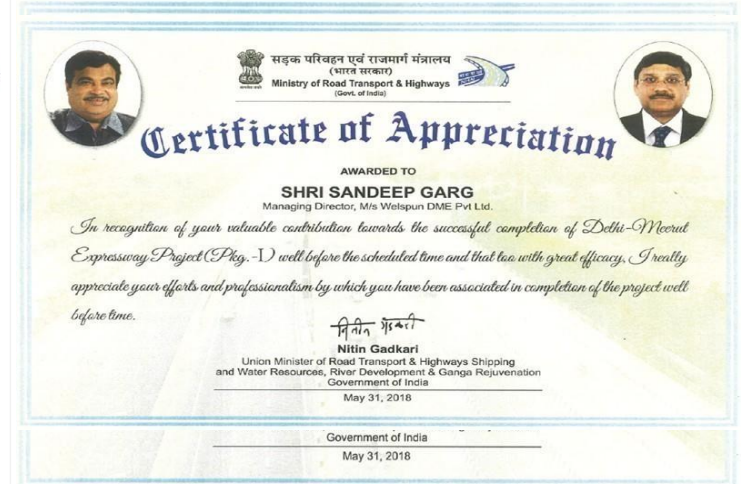 सड़क परिवहन एवं राजमार्ग मंत्रालय
(भारत सरकार)
Ministry of Road Transport & Highways
(Govt. of India)
Certificate of Appreciation
AWARDED TO
SHRI SANDEEP GARG
Managing Director, M/s Welspun DME Pvt Ltd.
In recognition of your valuable contribution towards the successful completion of Delhi-Meerut
Expressway Project (Pkg. -I) well before the scheduled time and that too with great efficacy, I really
appreciate your efforts and professionalism by which you have been associated in completion of the project well
before time.
नितीन गडकरी
Nitin Gadkari
Union Minister of Road Transport & Highways Shipping
and Water Resources, River Development & Ganga Rejuvenation
Government of India
May 31, 2018
Government of India
May 31, 2018